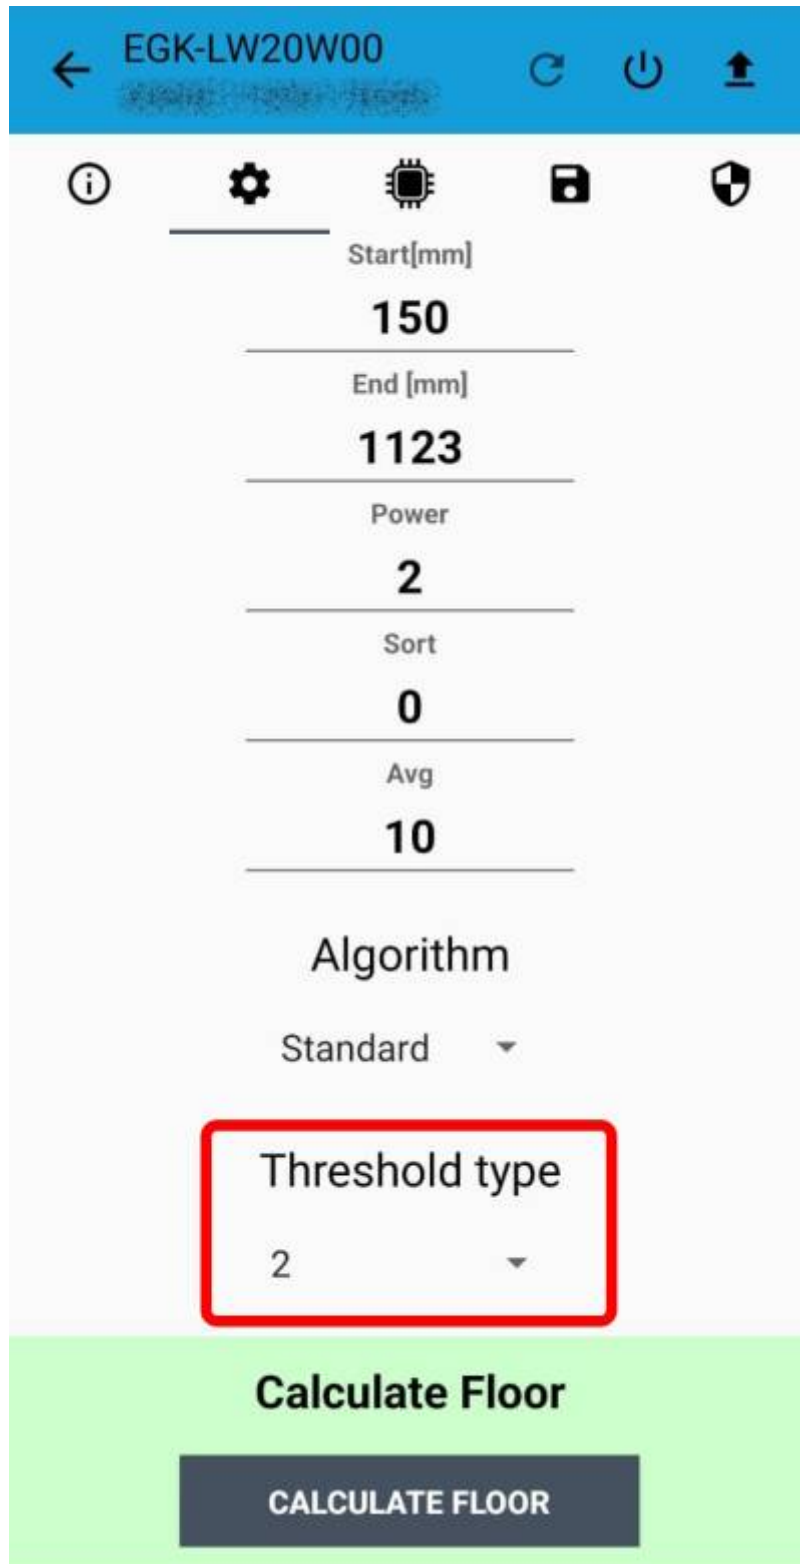 EGK-LW20W00
Start[mm]
150
End [mm]
1123
Power
2
Sort
0
Avg
10
Algorithm
Standard
Threshold type
2
Calculate Floor
CALCULATE FLOOR